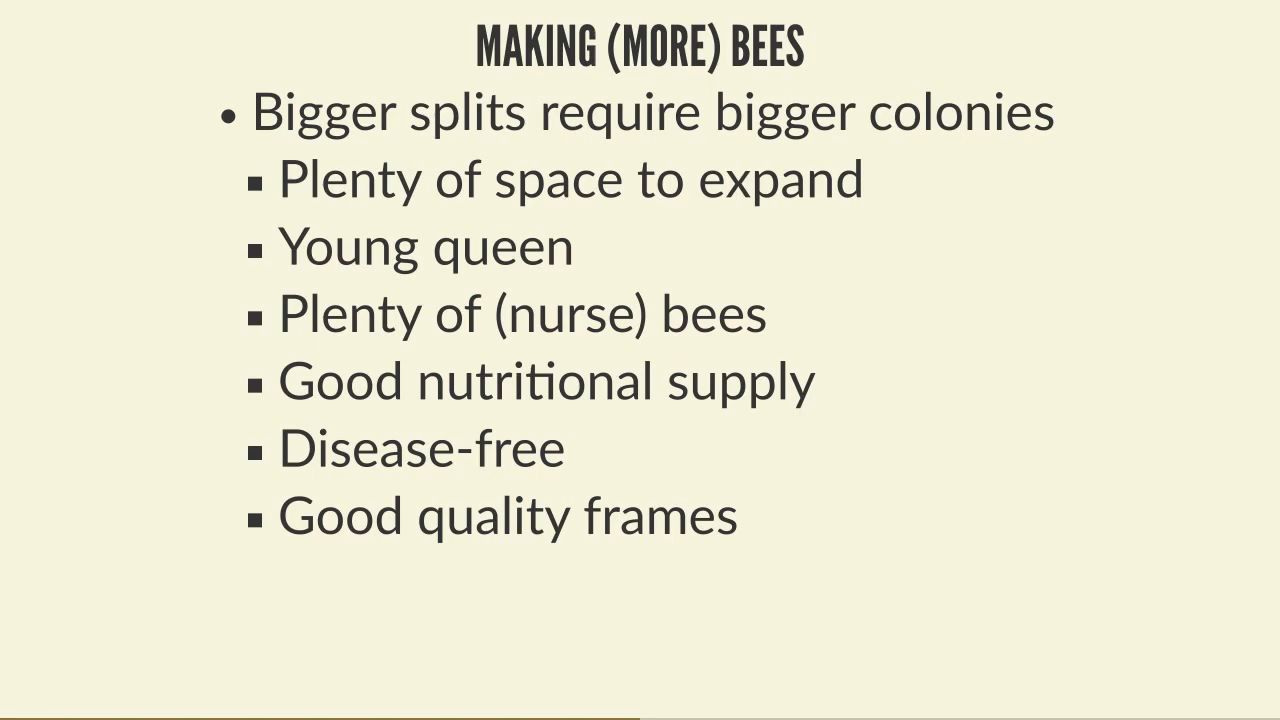 MAKING (MORE) BEES
• Bigger splits require bigger colonies
▪ Plenty of space to expand
▪ Young queen
▪ Plenty of (nurse) bees
▪ Good nutritional supply
▪ Disease-free
▪ Good quality frames